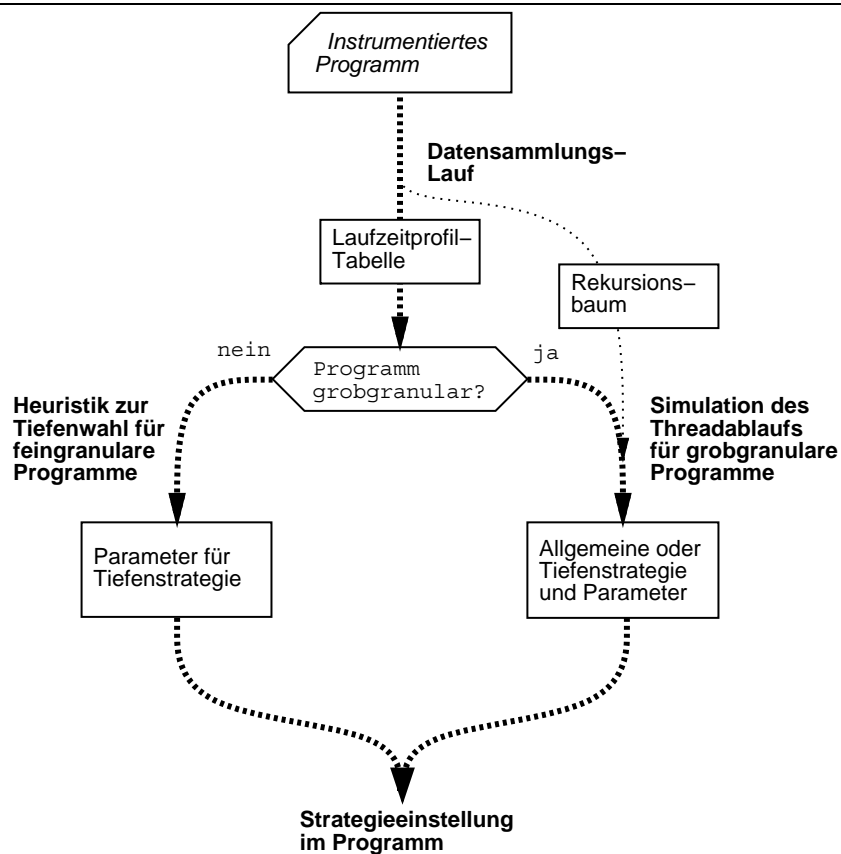 Instrumentiertes
Programm
Datensammlungs–
Lauf
Laufzeitprofil–
Tabelle
Rekursions–
baum
nein
ja
Programm
grobgranular?
Heuristik zur
Tiefenwahl für
feingranulare
Programme
Simulation des
Threadablaufs
für grobgranulare
Programme
Parameter für
Tiefenstrategie
Allgemeine oder
Tiefenstrategie
und Parameter
Strategieeinstellung
im Programm